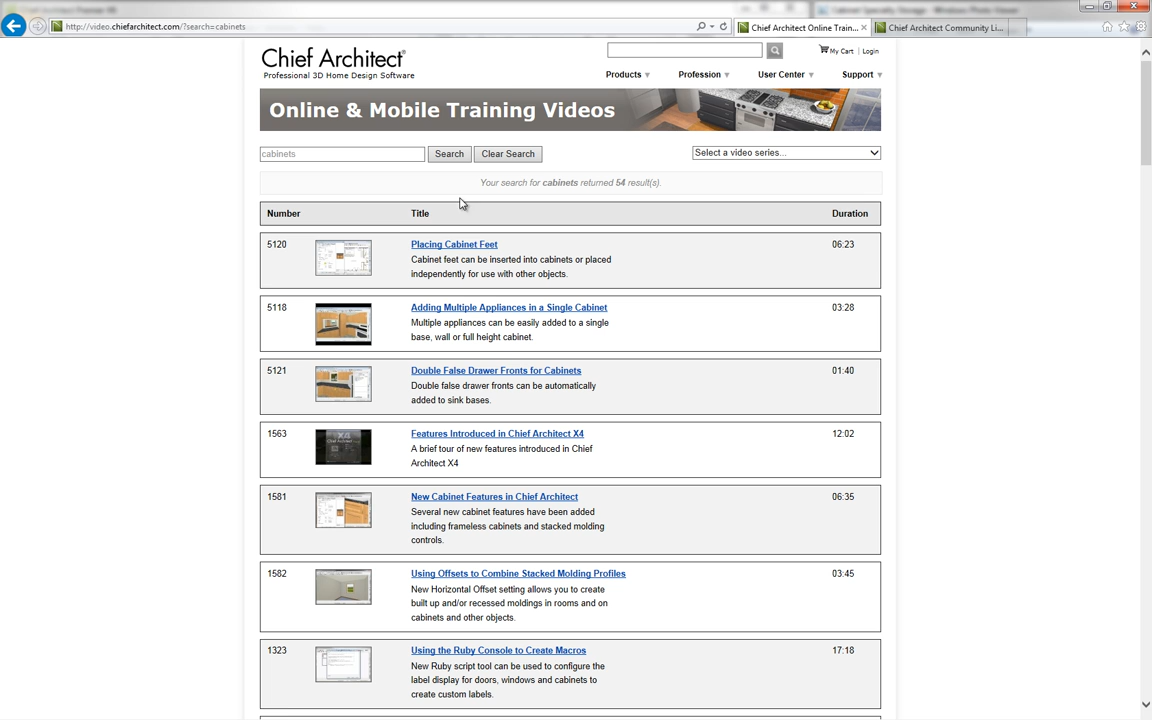 http://video.chiefarchitect.com/?search=cabinets
Chief Architect Online Train...
Chief Architect Community Li...
Chief Architect®
Professional 3D Home Design Software
My Cart | Login
Products
Profession
User Center
Support
Online & Mobile Training Videos
cabinets
Search
Clear Search
Select a video series...
Your search for cabinets returned 54 result(s).
Number
Title
Duration
5120
Placing Cabinet Feet
06:23
Cabinet feet can be inserted into cabinets or placed
independently for use with other objects.
5118
Adding Multiple Appliances in a Single Cabinet
03:28
Multiple appliances can be easily added to a single
base, wall or full height cabinet.
5121
Double False Drawer Fronts for Cabinets
01:40
Double false drawer fronts can be automatically
added to sink bases.
1563
Features Introduced in Chief Architect X4
12:02
A brief tour of new features introduced in Chief
Architect X4
1581
New Cabinet Features in Chief Architect
06:35
Several new cabinet features have been added
including frameless cabinets and stacked molding
controls.
1582
Using Offsets to Combine Stacked Molding Profiles
03:45
New Horizontal Offset setting allows you to create
built up and/or recessed moldings in rooms and on
cabinets and other objects.
1323
Using the Ruby Console to Create Macros
17:18
New Ruby script tool can be used to configure the
label display for doors, windows and cabinets to
create custom labels.